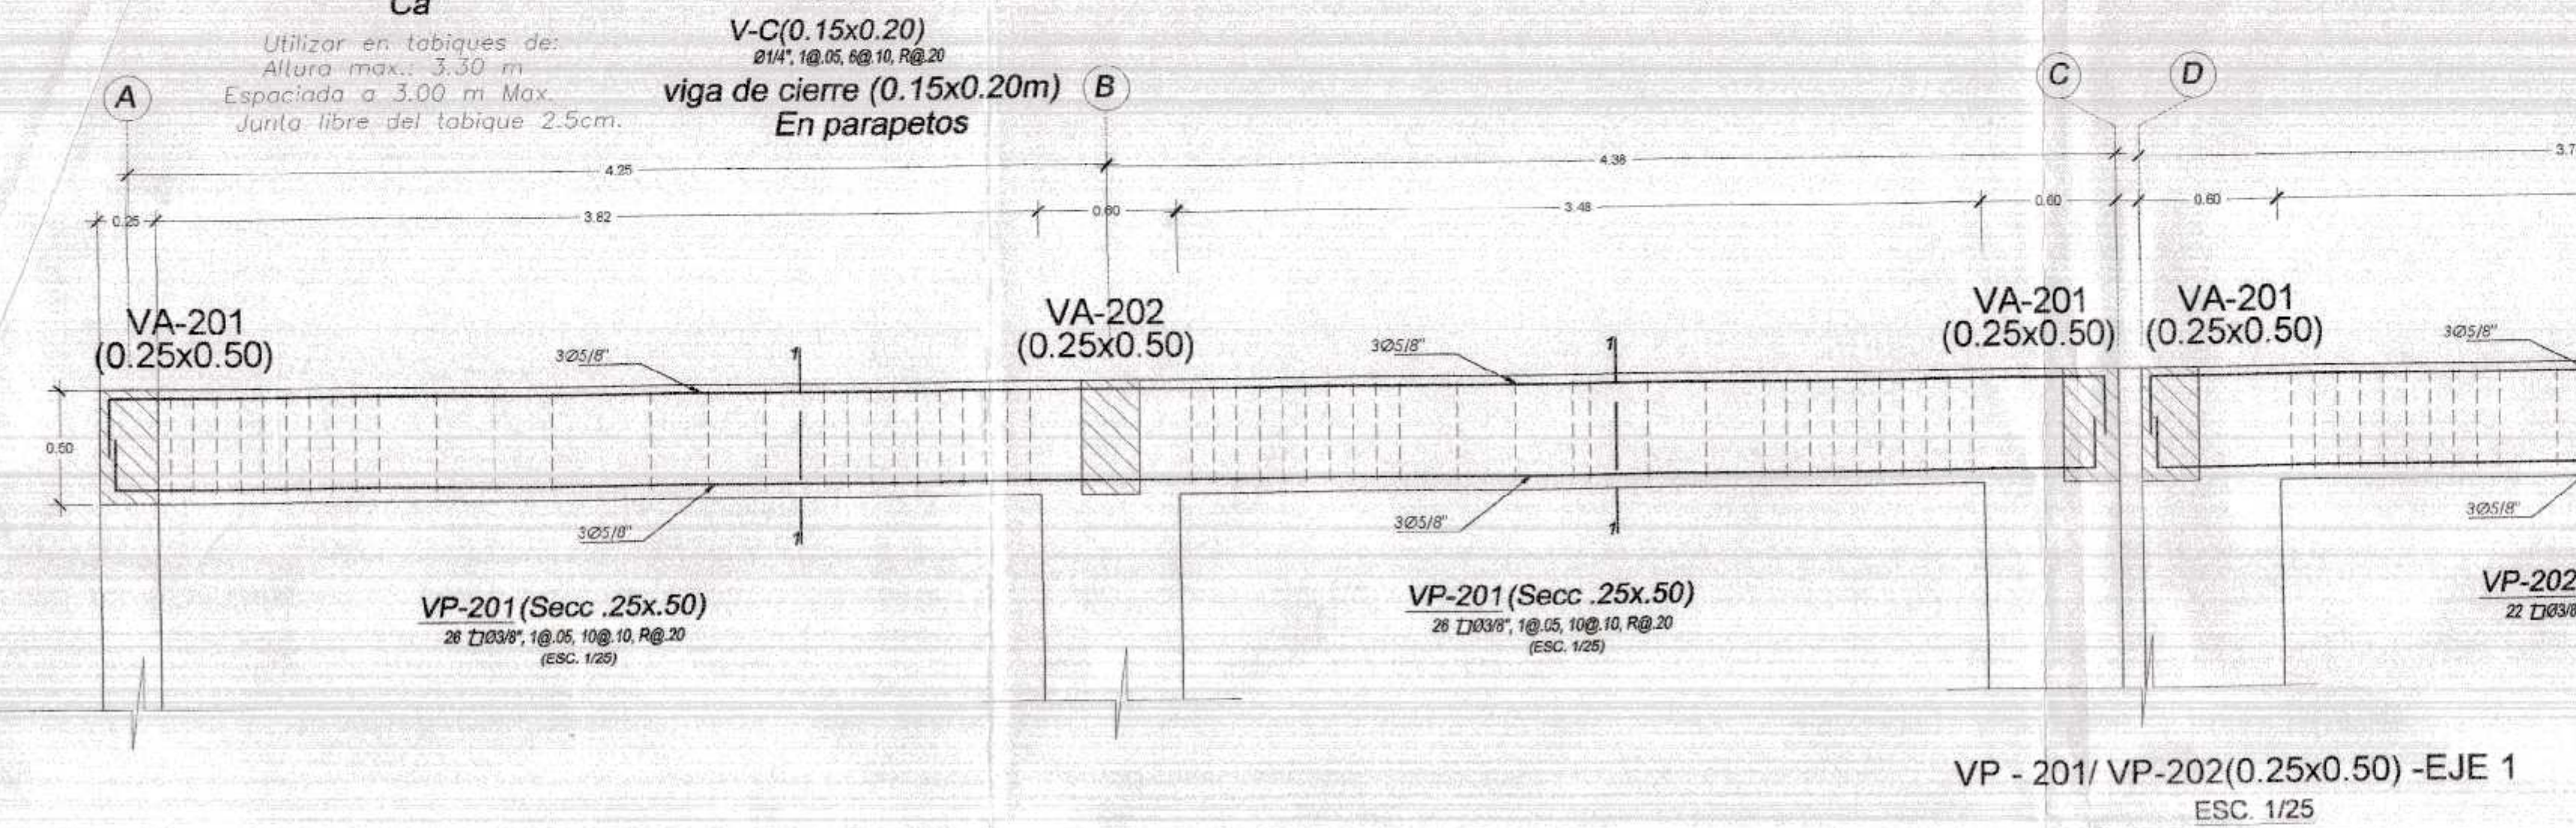 Ca
Utilizar en tabiques de:
Altura max.: 3.30 m
Espaciada a 3.00 m Max.
Junta libre del tabique 2.5cm.
V-C(0.15x0.20)
Ø1/4", 1@.05, 6@.10, R@.20
viga de cierre (0.15x0.20m)
En parapetos
A
B
C
D
4.25
4.38
3.7
0.25
3.82
0.60
3.48
0.60
0.60
VA-201
(0.25x0.50)
VA-202
(0.25x0.50)
VA-201
(0.25x0.50)
VA-201
(0.25x0.50)
3Ø5/8"
1
3Ø5/8"
1
3Ø5/8"
0.50
3Ø5/8"
1
3Ø5/8"
1
3Ø5/8"
VP-201 (Secc .25x.50)
26 Ø3/8", 1@.05, 10@.10, R@.20
(ESC. 1/25)
VP-201 (Secc .25x.50)
26 Ø3/8", 1@.05, 10@.10, R@.20
(ESC. 1/25)
VP-202
22 Ø3/8
VP - 201/ VP-202(0.25x0.50) -EJE 1
ESC. 1/25